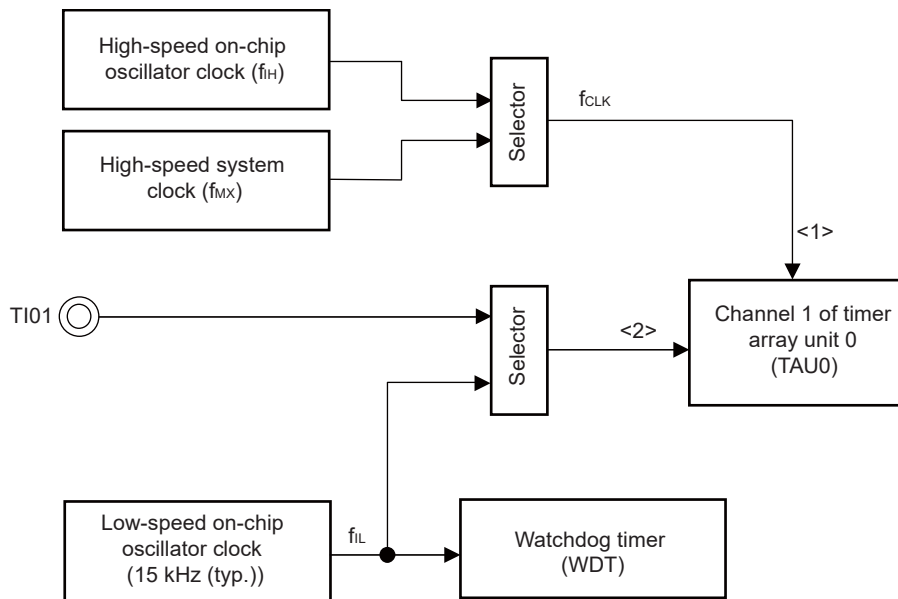 High-speed on-chip
oscillator clock (fIH)
High-speed system
clock (fMX)
Selector
fCLK
<1>
TI01
Selector
<2>
Channel 1 of timer
array unit 0
(TAU0)
Low-speed on-chip
oscillator clock
(15 kHz (typ.))
fIL
Watchdog timer
(WDT)